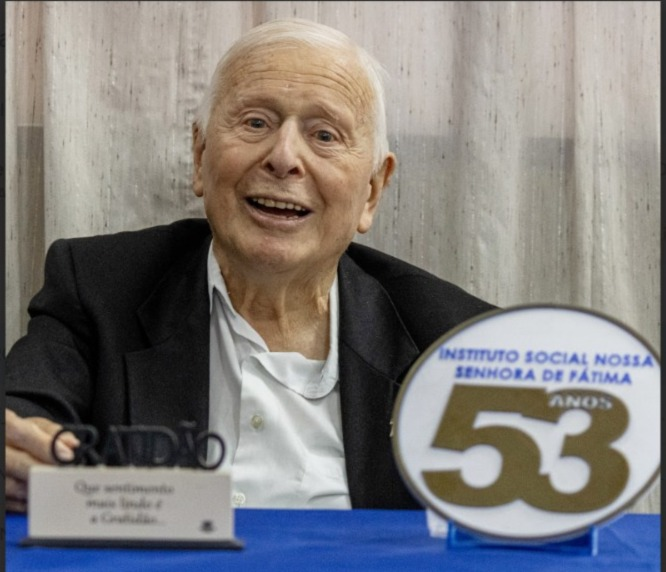 GRATIDÃO
Que sentimento
mais lindo é
a Gratidão...
INSTITUTO SOCIAL NOSSA
SENHORA DE FÁTIMA
53
ANOS